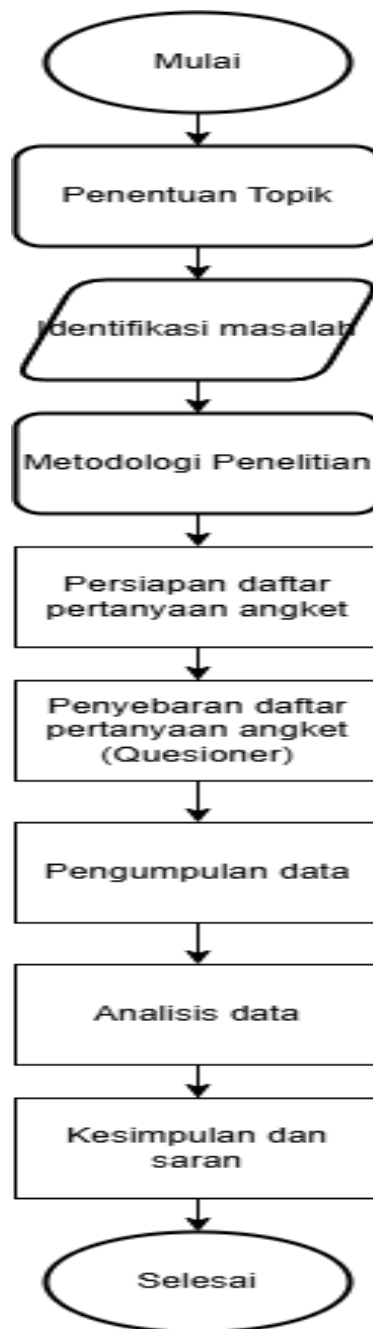 Mulai
Penentuan Topik
Identifikasi masalah
Metodologi Penelitian
Persiapan daftar
pertanyaan angket
Penyebaran daftar
pertanyaan angket
(Quesioner)
Pengumpulan data
Analisis data
Kesimpulan dan
saran
Selesai